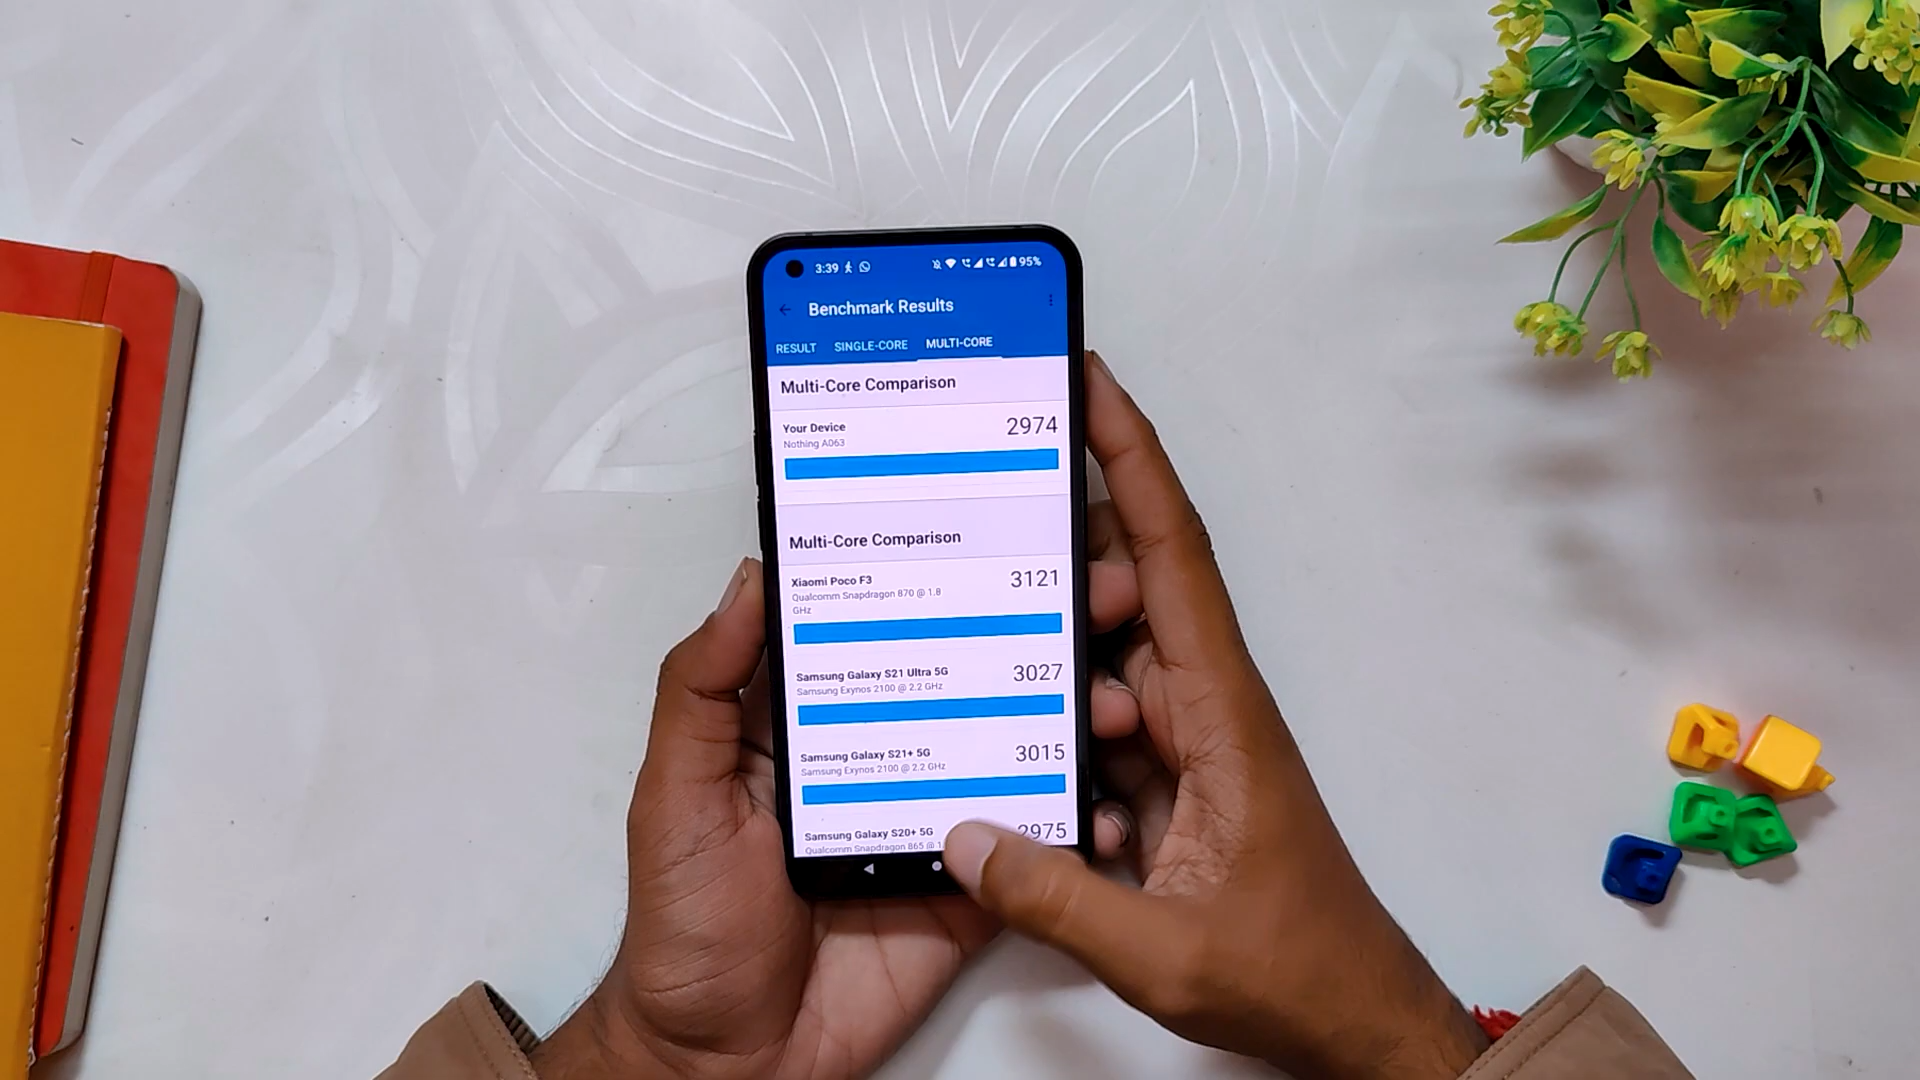 3:39
95%
Benchmark Results
RESULT SINGLE-CORE MULTI-CORE
Multi-Core Comparison
Your Device
Nothing A063
2974
Multi-Core Comparison
Xiaomi Poco F3
Qualcomm Snapdragon 870 @ 1.8
GHz
3121
Samsung Galaxy S21 Ultra 5G
Samsung Exynos 2100 @ 2.2 GHz
3027
Samsung Galaxy S21+ 5G
Samsung Exynos 2100 @ 2.2 GHz
3015
Samsung Galaxy S20+ 5G
Qualcomm Snapdragon 865 @
2975